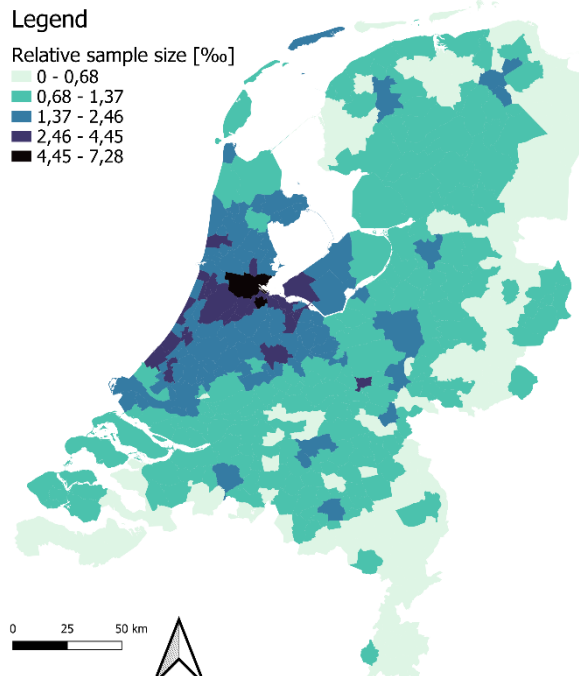 Legend
Relative sample size [‰]
0 - 0,68
0,68 - 1,37
1,37 - 2,46
2,46 - 4,45
4,45 - 7,28
0 25 50 km